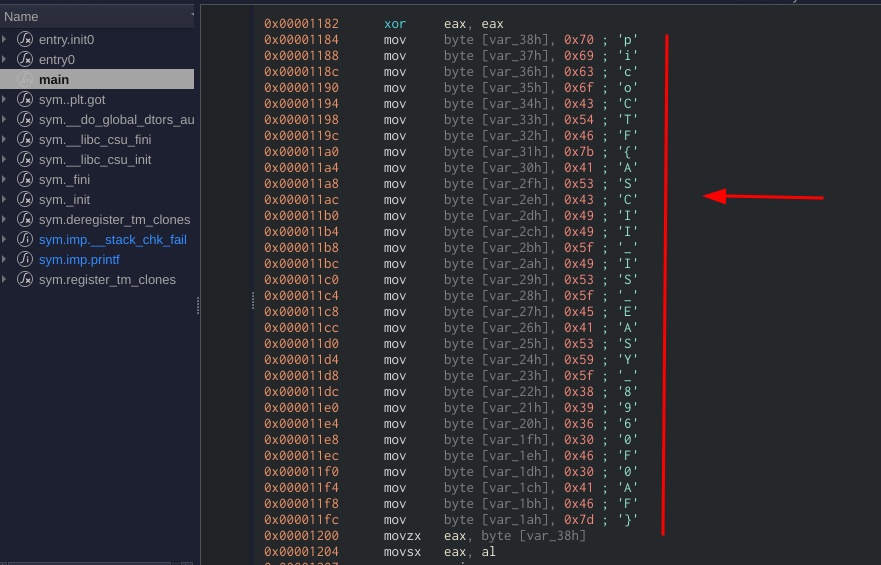 Name
entry.init0
entry0
main
sym..plt.got
sym.__do_global_dtors_au
sym.__libc_csu_fini
sym.__libc_csu_init
sym._fini
sym._init
sym.deregister_tm_clones
sym.imp.__stack_chk_fail
sym.imp.printf
sym.register_tm_clones
0x00001182 xor eax, eax
0x00001184 mov byte [var_38h], 0x70 ; 'p'
0x00001188 mov byte [var_37h], 0x69 ; 'i'
0x0000118c mov byte [var_36h], 0x63 ; 'c'
0x00001190 mov byte [var_35h], 0x6f ; 'o'
0x00001194 mov byte [var_34h], 0x43 ; 'C'
0x00001198 mov byte [var_33h], 0x54 ; 'T'
0x0000119c mov byte [var_32h], 0x46 ; 'F'
0x000011a0 mov byte [var_31h], 0x7b ; '{'
0x000011a4 mov byte [var_30h], 0x41 ; 'A'
0x000011a8 mov byte [var_2fh], 0x53 ; 'S'
0x000011ac mov byte [var_2eh], 0x43 ; 'C'
0x000011b0 mov byte [var_2dh], 0x49 ; 'I'
0x000011b4 mov byte [var_2ch], 0x49 ; 'I'
0x000011b8 mov byte [var_2bh], 0x5f ; '_'
0x000011bc mov byte [var_2ah], 0x49 ; 'I'
0x000011c0 mov byte [var_29h], 0x53 ; 'S'
0x000011c4 mov byte [var_28h], 0x5f ; '_'
0x000011c8 mov byte [var_27h], 0x45 ; 'E'
0x000011cc mov byte [var_26h], 0x41 ; 'A'
0x000011d0 mov byte [var_25h], 0x53 ; 'S'
0x000011d4 mov byte [var_24h], 0x59 ; 'Y'
0x000011d8 mov byte [var_23h], 0x5f ; '_'
0x000011dc mov byte [var_22h], 0x38 ; '8'
0x000011e0 mov byte [var_21h], 0x39 ; '9'
0x000011e4 mov byte [var_20h], 0x36 ; '6'
0x000011e8 mov byte [var_1fh], 0x30 ; '0'
0x000011ec mov byte [var_1eh], 0x46 ; 'F'
0x000011f0 mov byte [var_1dh], 0x30 ; '0'
0x000011f4 mov byte [var_1ch], 0x41 ; 'A'
0x000011f8 mov byte [var_1bh], 0x46 ; 'F'
0x000011fc mov byte [var_1ah], 0x7d ; '}'
0x00001200 movzx eax, byte [var_38h]
0x00001204 movsx eax, al